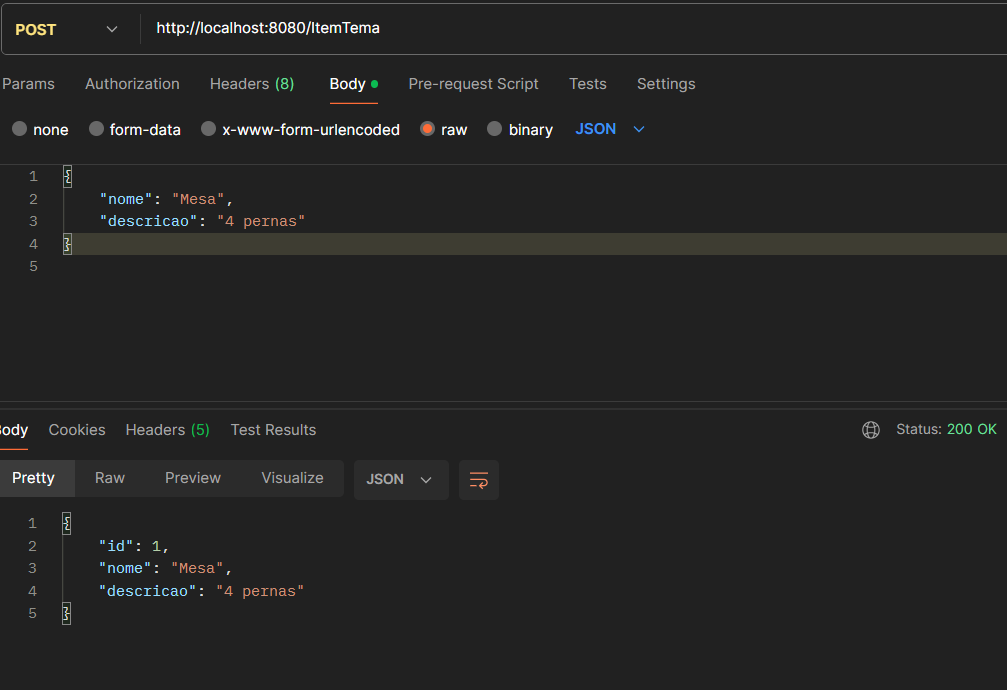 POST http://localhost:8080/ItemTema
Params Authorization Headers (8) Body Pre-request Script Tests Settings
none form-data x-www-form-urlencoded raw binary JSON
1 {
2 "nome": "Mesa",
3 "descricao": "4 pernas"
4 }
5
Body Cookies Headers (5) Test Results Status: 200 OK
Pretty Raw Preview Visualize JSON
1 {
2 "id": 1,
3 "nome": "Mesa",
4 "descricao": "4 pernas"
5 }